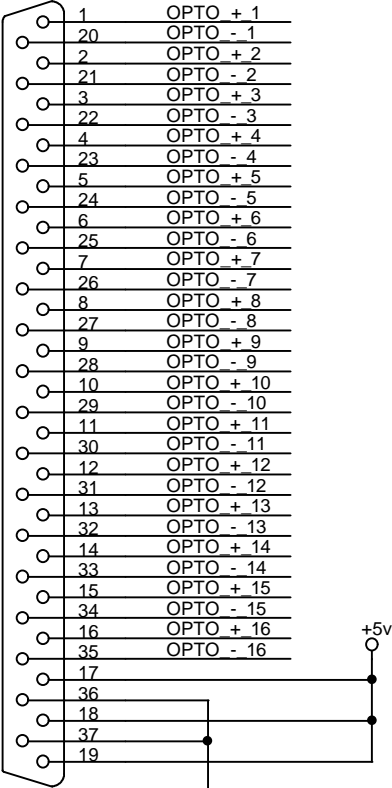 1 OPTO_+_1
20 OPTO_-_1
2 OPTO_+_2
21 OPTO_-_2
3 OPTO_+_3
22 OPTO_-_3
4 OPTO_+_4
23 OPTO_-_4
5 OPTO_+_5
24 OPTO_-_5
6 OPTO_+_6
25 OPTO_-_6
7 OPTO_+_7
26 OPTO_-_7
8 OPTO_+_8
27 OPTO_-_8
9 OPTO_+_9
28 OPTO_-_9
10 OPTO_+_10
29 OPTO_-_10
11 OPTO_+_11
30 OPTO_-_11
12 OPTO_+_12
31 OPTO_-_12
13 OPTO_+_13
32 OPTO_-_13
14 OPTO_+_14
33 OPTO_-_14
15 OPTO_+_15
34 OPTO_-_15
16 OPTO_+_16
+5v
35 OPTO_-_16
17
36
18
37
19